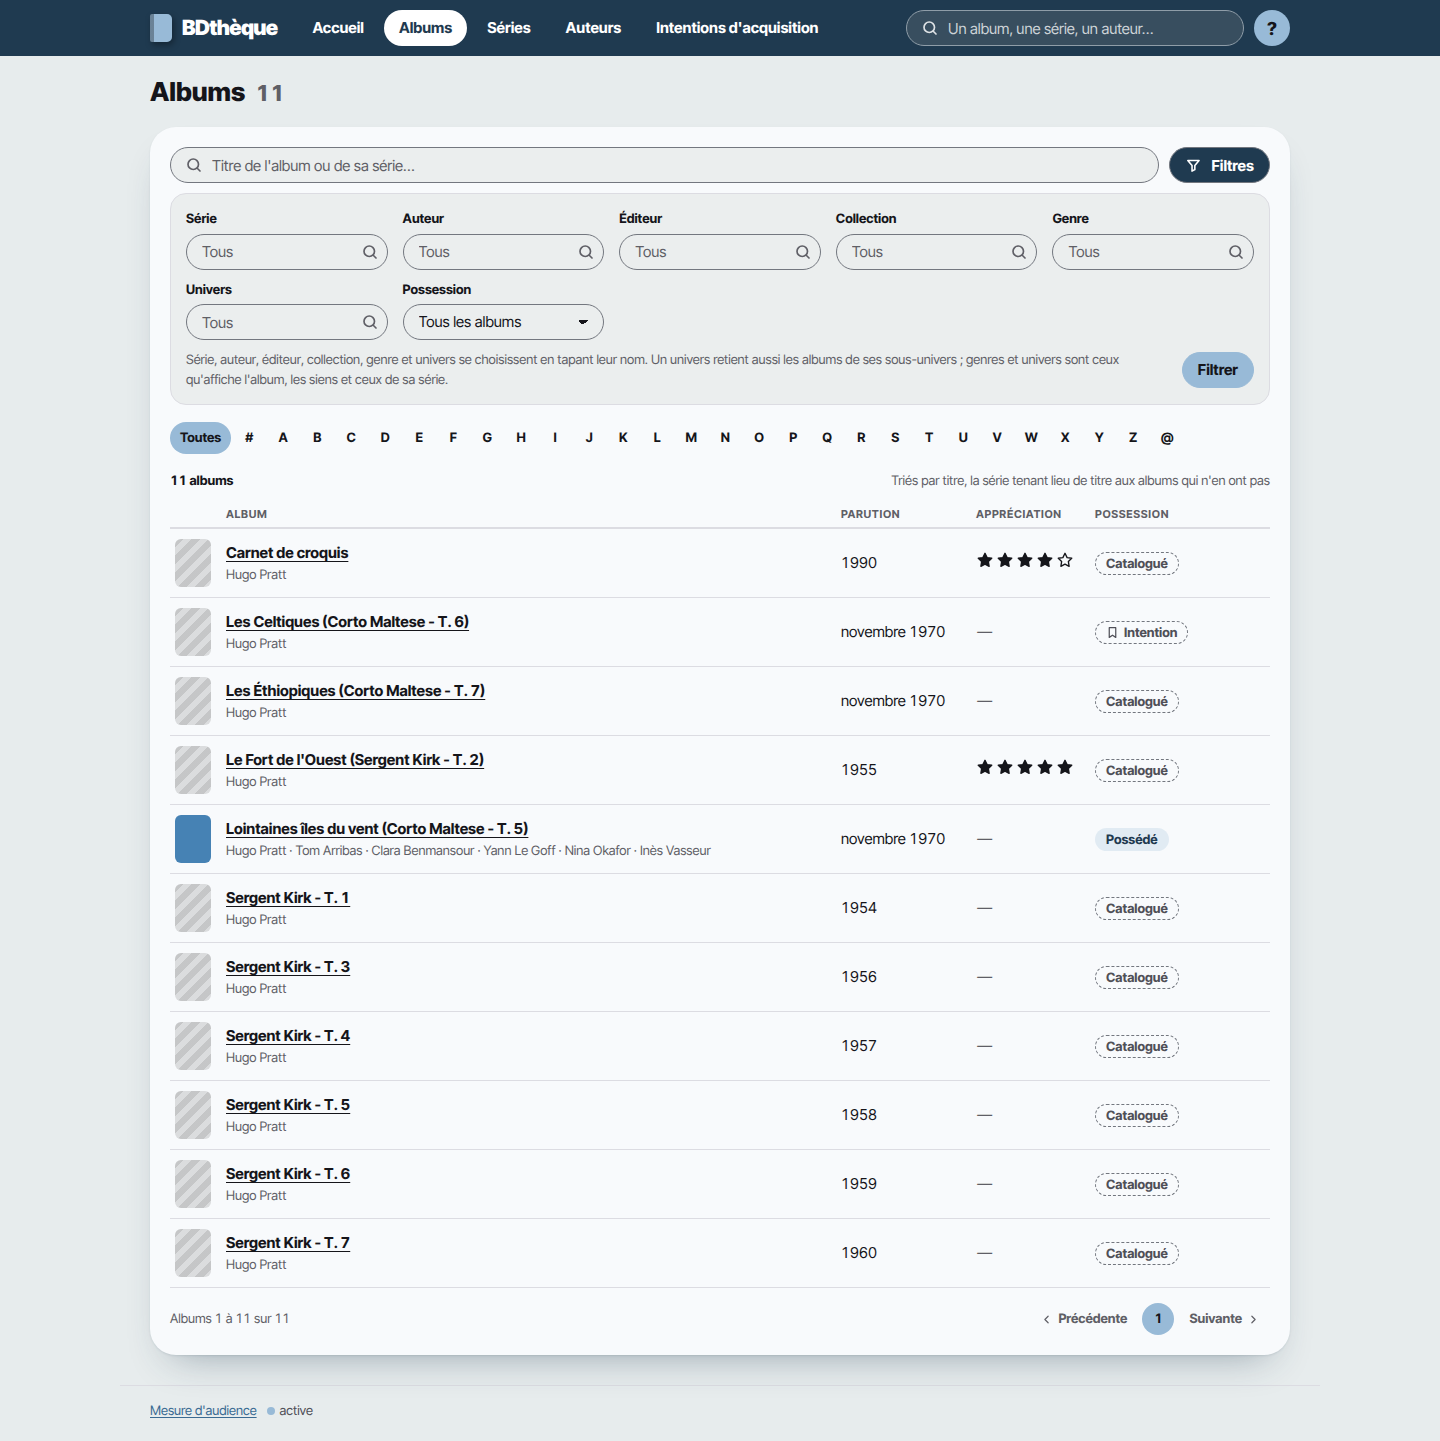 BDthèque Accueil Albums Séries Auteurs Intentions d'acquisition Un album, une série, un auteur... ?
Albums 11
Titre de l'album ou de sa série... Filtres
Série Auteur Éditeur Collection Genre
Tous Tous Tous Tous Tous
Univers Possession
Tous Tous les albums
Série, auteur, éditeur, collection, genre et univers se choisissent en tapant leur nom. Un univers retient aussi les albums de ses sous-univers ; genres et univers sont ceux
qu'affiche l'album, les siens et ceux de sa série.
Filtrer
Toutes # A B C D E F G H I J K L M N O P Q R S T U V W X Y Z @
11 albums Triés par titre, la série tenant lieu de titre aux albums qui n'en ont pas
ALBUM PARUTION APPRÉCIATION POSSESSION
Carnet de croquis
Hugo Pratt
1990 Catalogué
Les Celtiques (Corto Maltese - T. 6)
Hugo Pratt
novembre 1970 — Intention
Les Éthiopiques (Corto Maltese - T. 7)
Hugo Pratt
novembre 1970 — Catalogué
Le Fort de l'Ouest (Sergent Kirk - T. 2)
Hugo Pratt
1955 Catalogué
Lointaines îles du vent (Corto Maltese - T. 5)
Hugo Pratt · Tom Arribas · Clara Benmansour · Yann Le Goff · Nina Okafor · Inès Vasseur
novembre 1970 — Possédé
Sergent Kirk - T. 1
Hugo Pratt
1954 — Catalogué
Sergent Kirk - T. 3
Hugo Pratt
1956 — Catalogué
Sergent Kirk - T. 4
Hugo Pratt
1957 — Catalogué
Sergent Kirk - T. 5
Hugo Pratt
1958 — Catalogué
Sergent Kirk - T. 6
Hugo Pratt
1959 — Catalogué
Sergent Kirk - T. 7
Hugo Pratt
1960 — Catalogué
Albums 1 à 11 sur 11 Précédente 1 Suivante
Mesure d'audience active